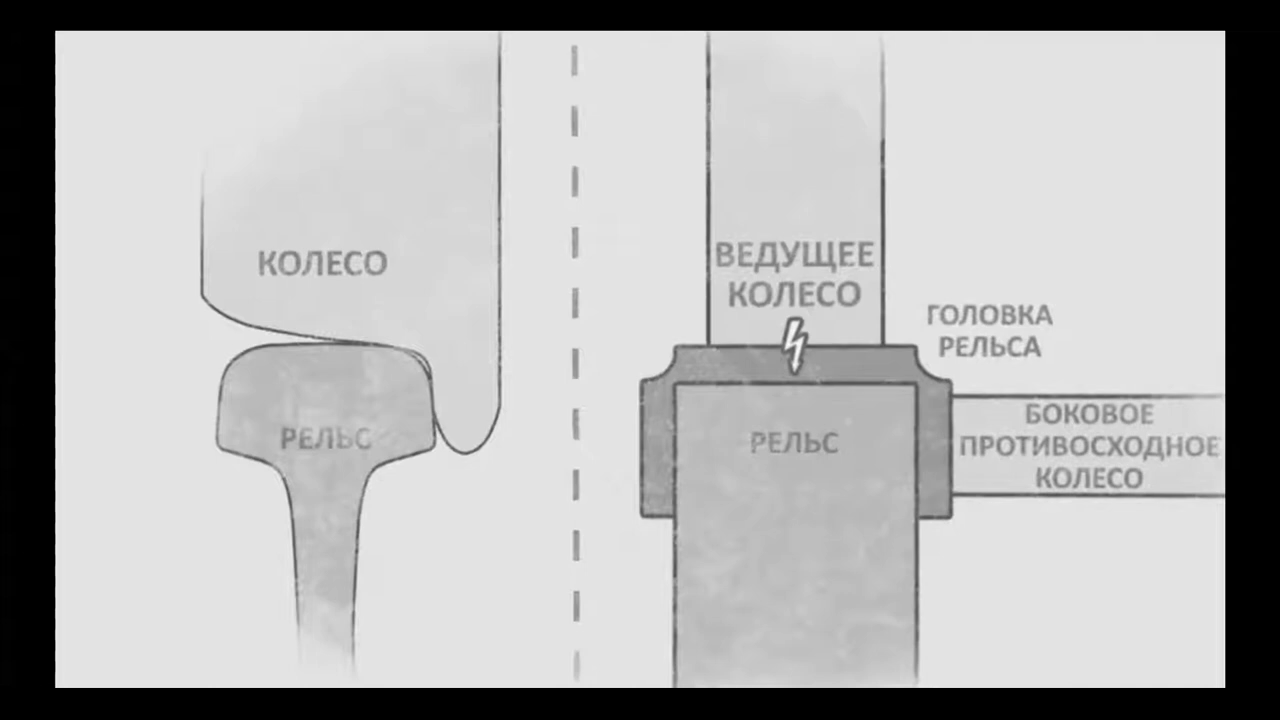 КОЛЕСО
РЕЛЬС
ВЕДУЩЕЕ
КОЛЕСО
ГОЛОВКА
РЕЛЬСА
РЕЛЬС
БОКОВОЕ
ПРОТИВОСХОДНОЕ
КОЛЕСО